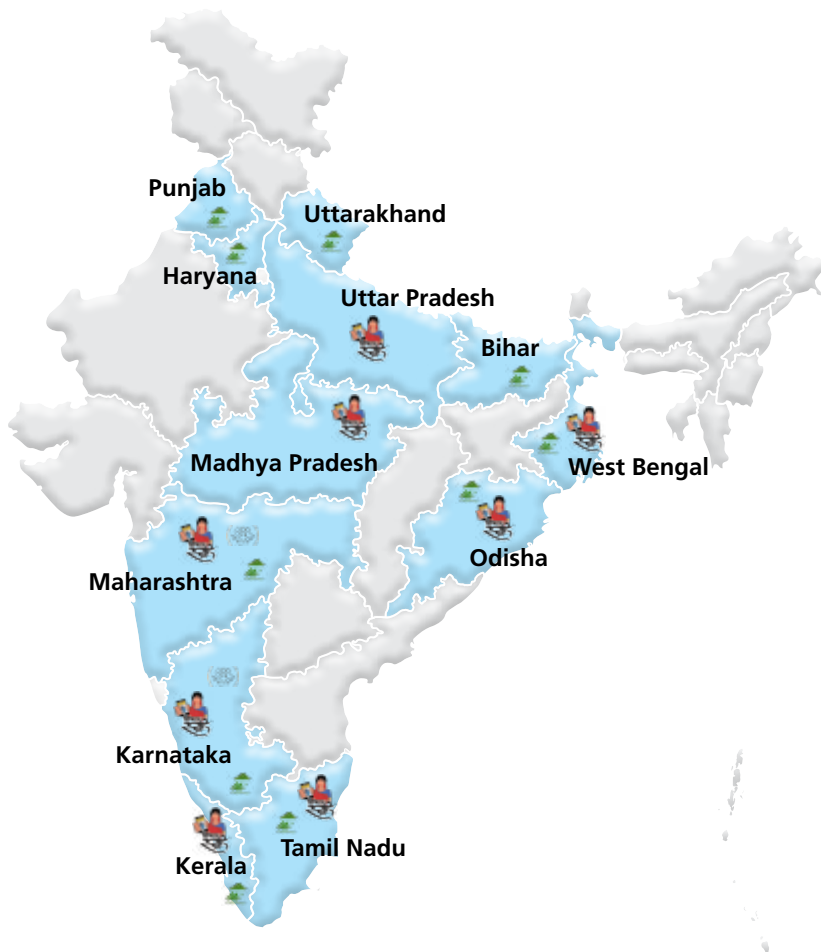 Punjab
Uttarakhand
Haryana
Uttar Pradesh
Bihar
Madhya Pradesh
West Bengal
Odisha
Maharashtra
Karnataka
Tamil Nadu
Kerala